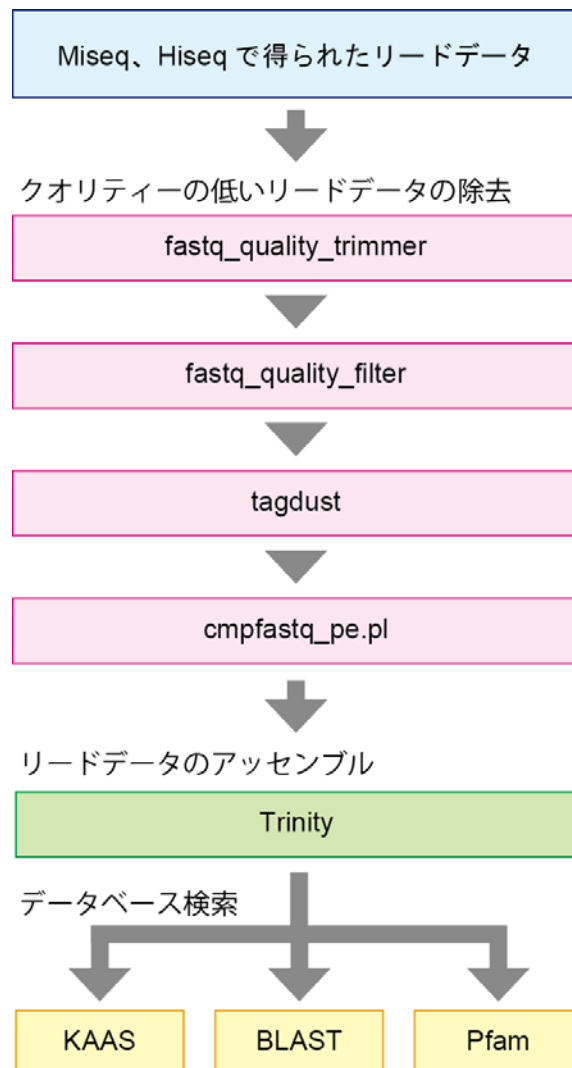 Miseq、Hiseq で得られたリードデータ
クオリティーの低いリードデータの除去
fastq_quality_trimmer
fastq_quality_filter
tagdust
cmpfastq_pe.pl
リードデータのアッセンブル
Trinity
データベース検索
KAAS BLAST Pfam